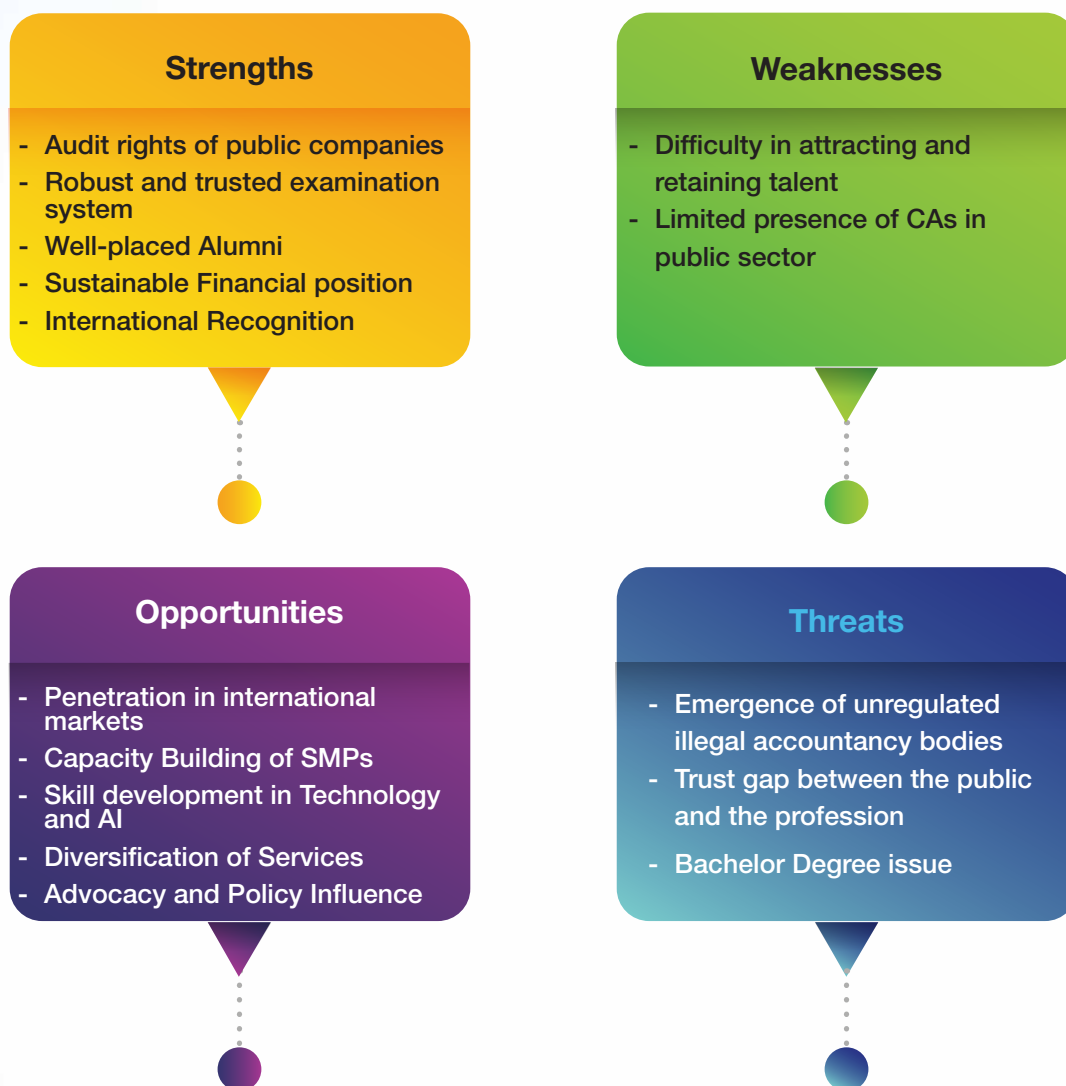 Strengths
- Audit rights of public companies
- Robust and trusted examination
system
- Well-placed Alumni
- Sustainable Financial position
- International Recognition
Weaknesses
- Difficulty in attracting and
retaining talent
- Limited presence of CAs in
public sector
Opportunities
- Penetration in international
markets
- Capacity Building of SMPs
- Skill development in Technology
and AI
- Diversification of Services
- Advocacy and Policy Influence
Threats
- Emergence of unregulated
illegal accountancy bodies
- Trust gap between the public
and the profession
- Bachelor Degree issue